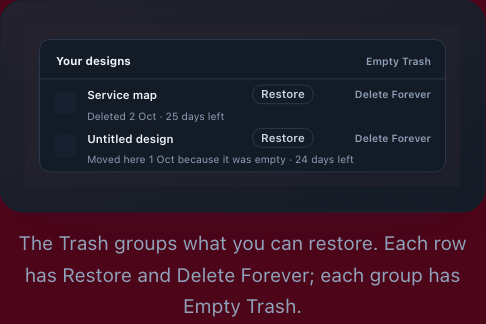 Your designs Empty Trash
Service map Restore Delete Forever
Deleted 2 Oct · 25 days left
Untitled design Restore Delete Forever
Moved here 1 Oct because it was empty · 24 days left
The Trash groups what you can restore. Each row
has Restore and Delete Forever; each group has
Empty Trash.